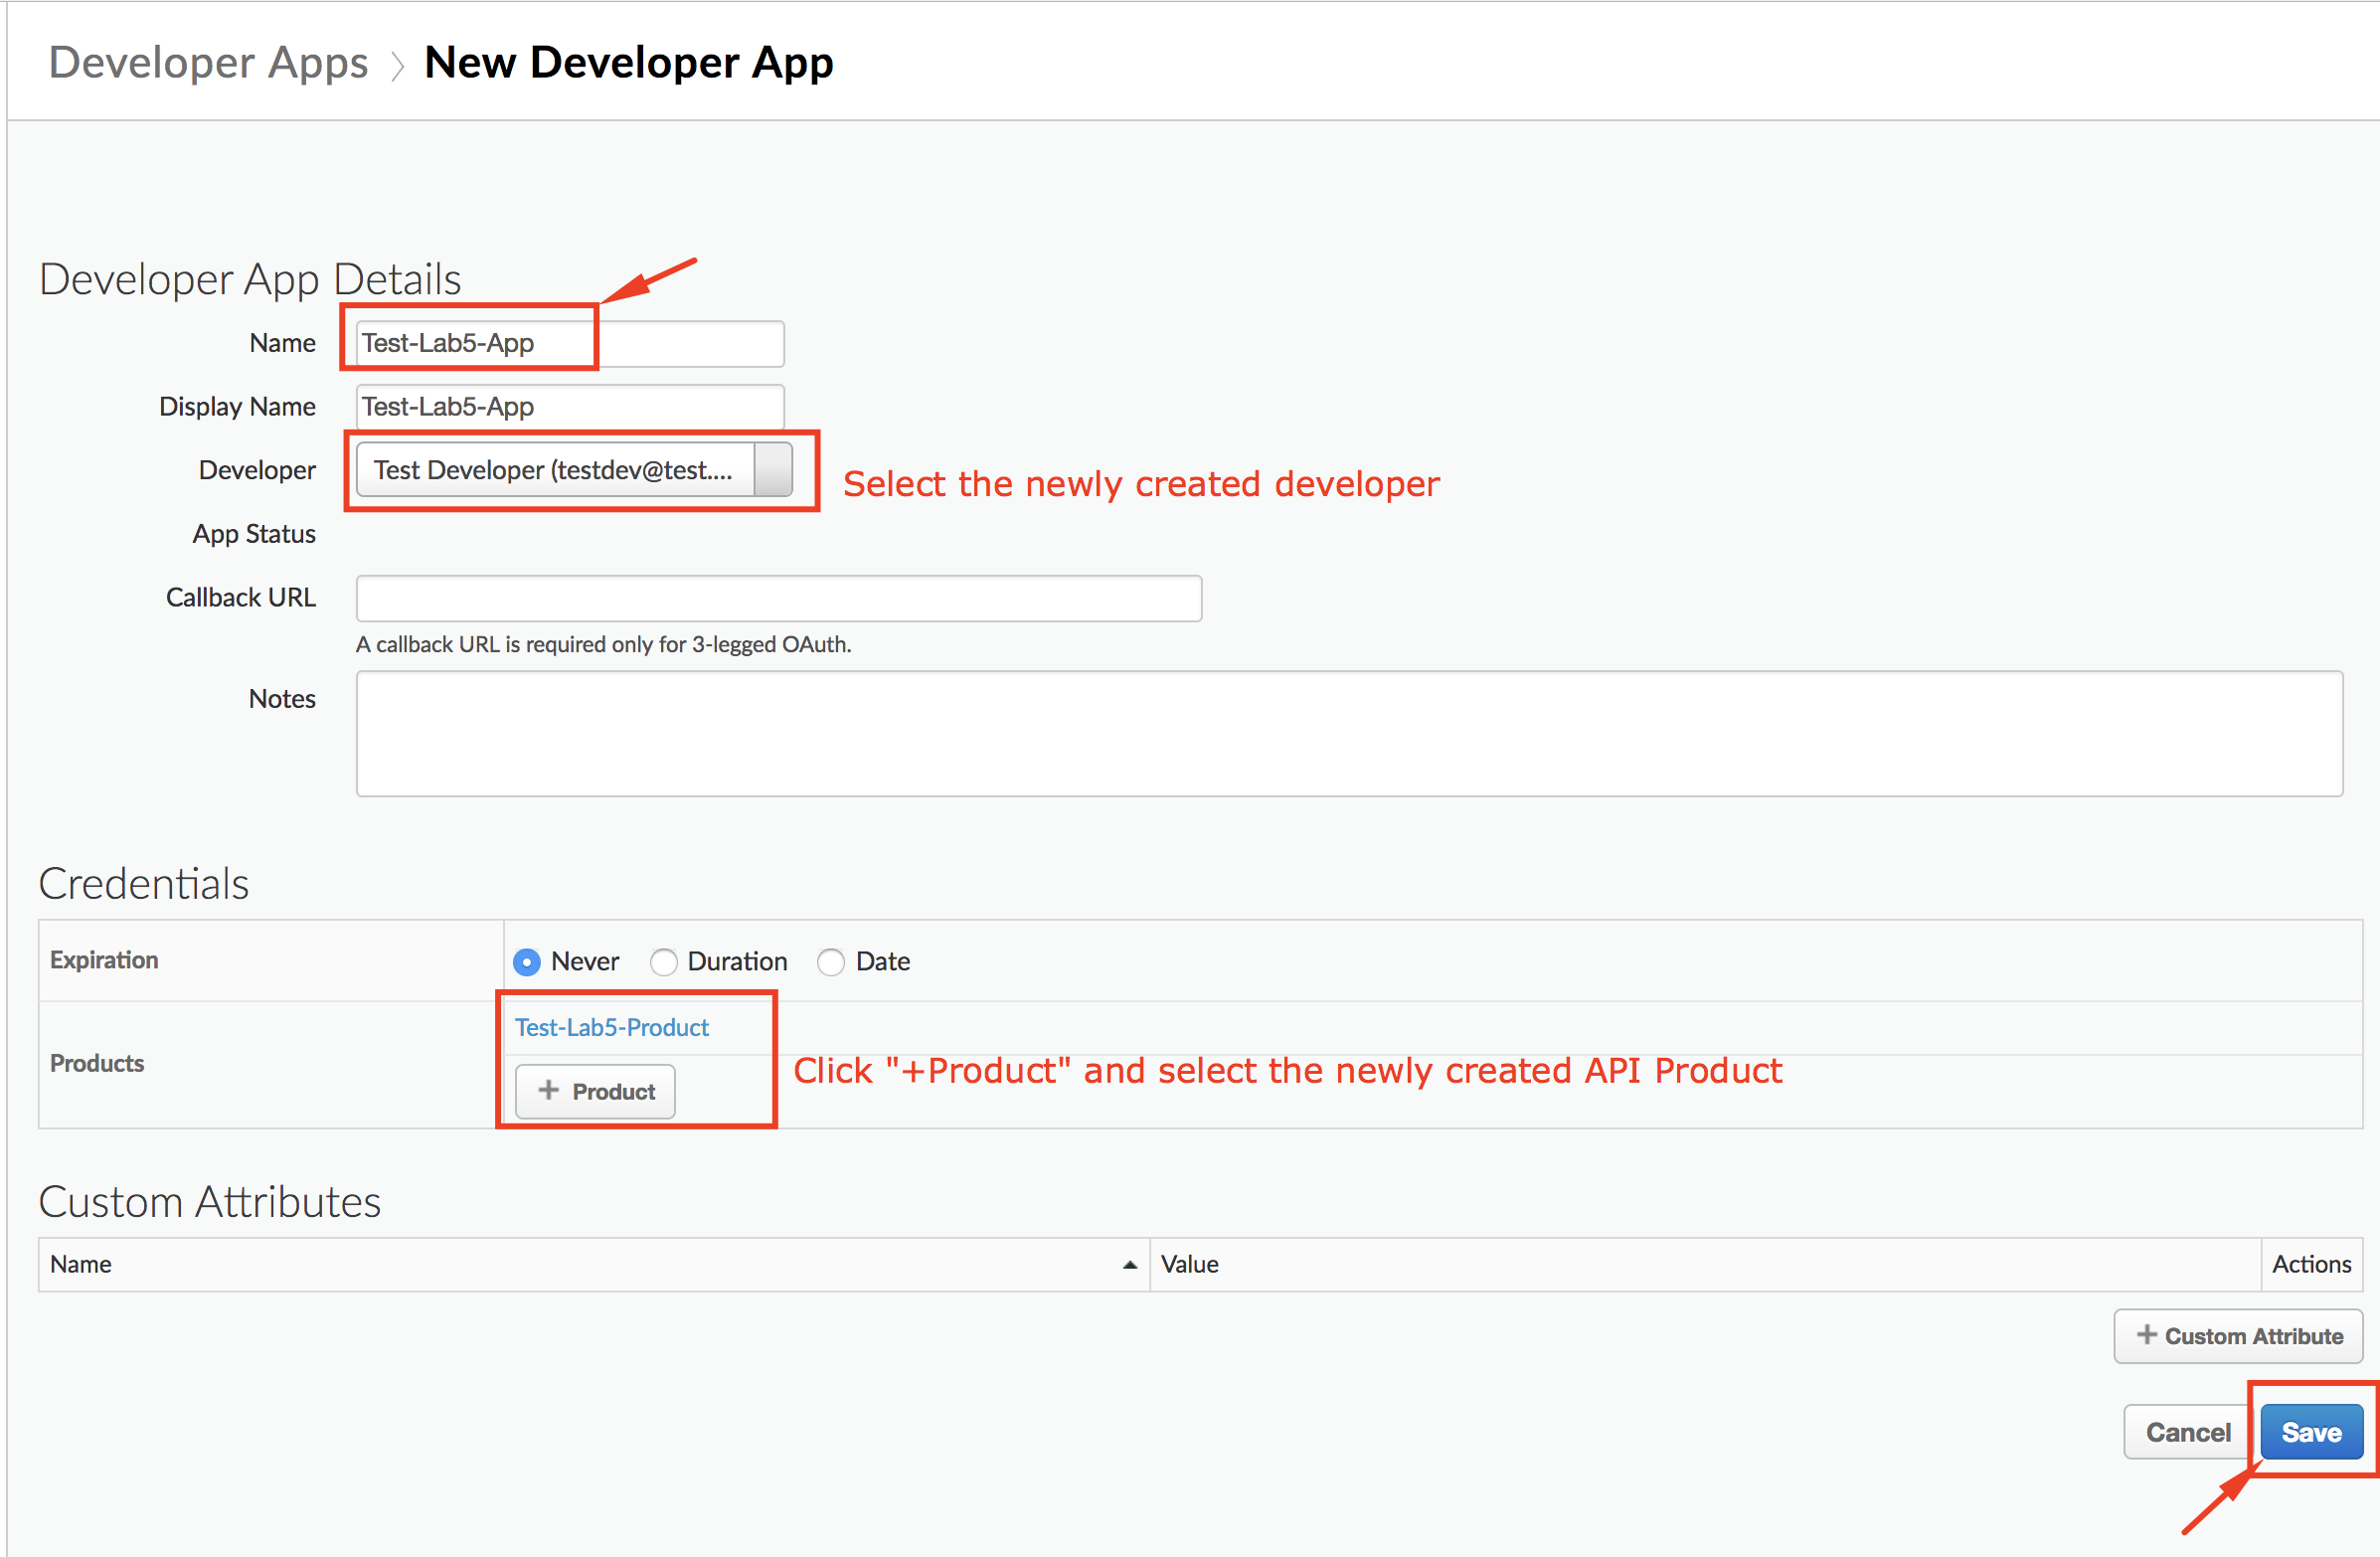 Developer Apps > New Developer App
Developer App Details
Name Test-Lab5-App
Display Name Test-Lab5-App
Developer Test Developer (testdev@test....
Select the newly created developer
App Status
Callback URL
A callback URL is required only for 3-legged OAuth.
Notes
Credentials
Expiration Never Duration Date
Test-Lab5-Product
Products
Click "+Product" and select the newly created API Product
+ Product
Custom Attributes
Name Value Actions
+ Custom Attribute
Cancel Save